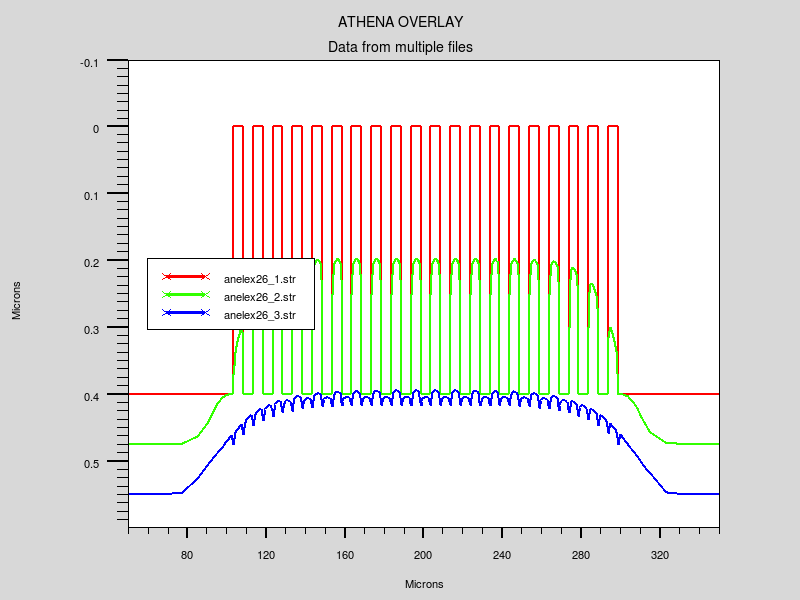 ATHENA OVERLAY
Data from multiple files
-0.1
0
0.1
0.2
0.3
0.4
0.5
Microns
anelex26_1.str
anelex26_2.str
anelex26_3.str
80 120 160 200 240 280 320
Microns